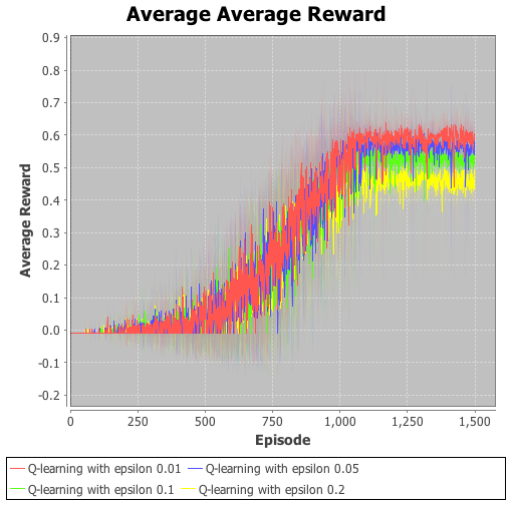 Average Average Reward
0.9
0.8
0.7
0.6
0.5
0.4
0.3
0.2
0.1
0.0
-0.1
-0.2
Average Reward
0 250 500 750 1,000 1,250 1,500
Episode
Q-learning with epsilon 0.01 Q-learning with epsilon 0.05
Q-learning with epsilon 0.1 Q-learning with epsilon 0.2